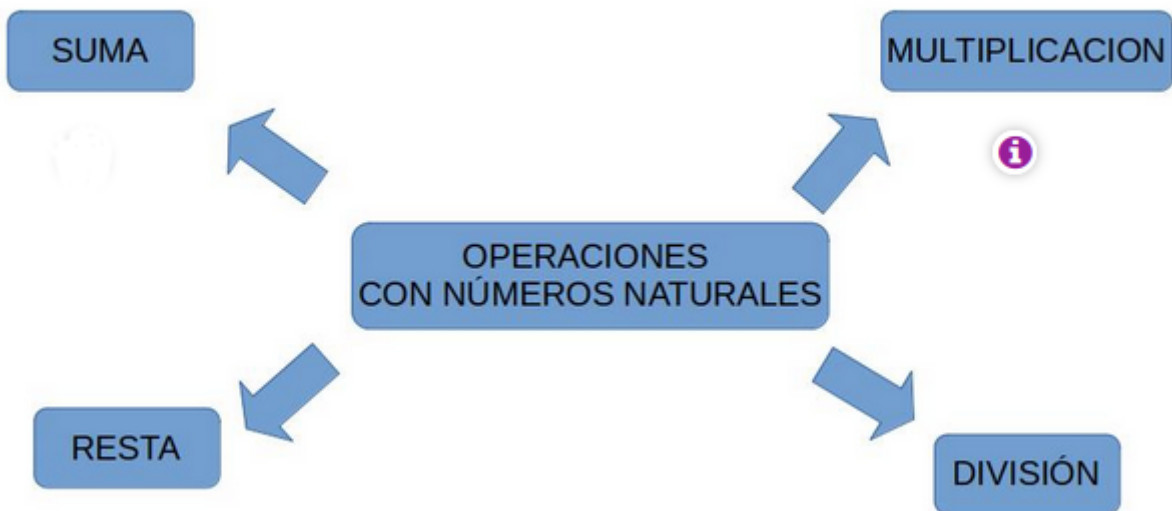 SUMA
MULTIPLICACION
i
OPERACIONES
CON NÚMEROS NATURALES
RESTA
DIVISIÓN